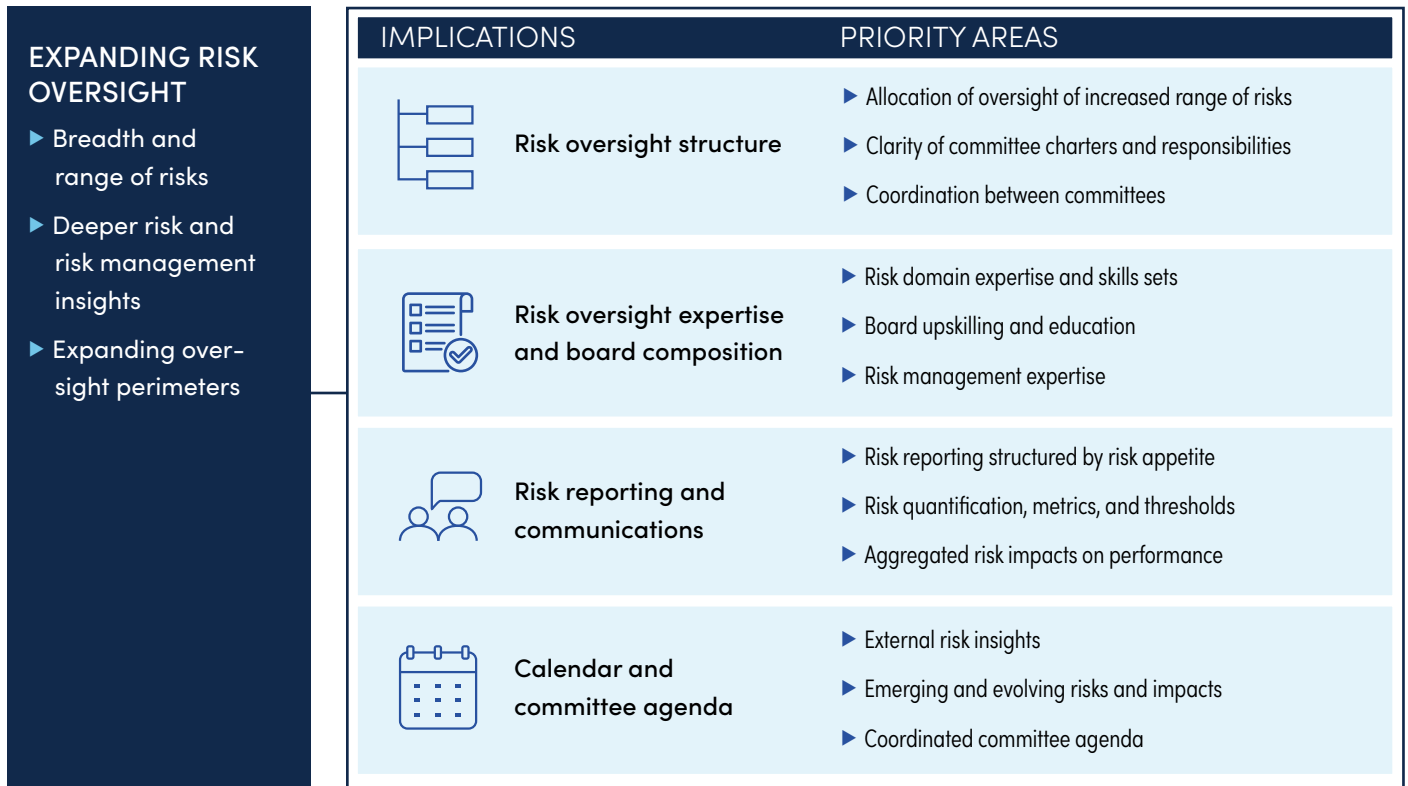 EXPANDING RISK
OVERSIGHT
▶ Breadth and
range of risks
▶ Deeper risk and
risk management
insights
▶ Expanding over-
sight perimeters
IMPLICATIONS
PRIORITY AREAS
Risk oversight structure
▶ Allocation of oversight of increased range of risks
▶ Clarity of committee charters and responsibilities
▶ Coordination between committees
Risk oversight expertise
and board composition
▶ Risk domain expertise and skills sets
▶ Board upskilling and education
▶ Risk management expertise
Risk reporting and
communications
▶ Risk reporting structured by risk appetite
▶ Risk quantification, metrics, and thresholds
▶ Aggregated risk impacts on performance
Calendar and
committee agenda
▶ External risk insights
▶ Emerging and evolving risks and impacts
▶ Coordinated committee agenda